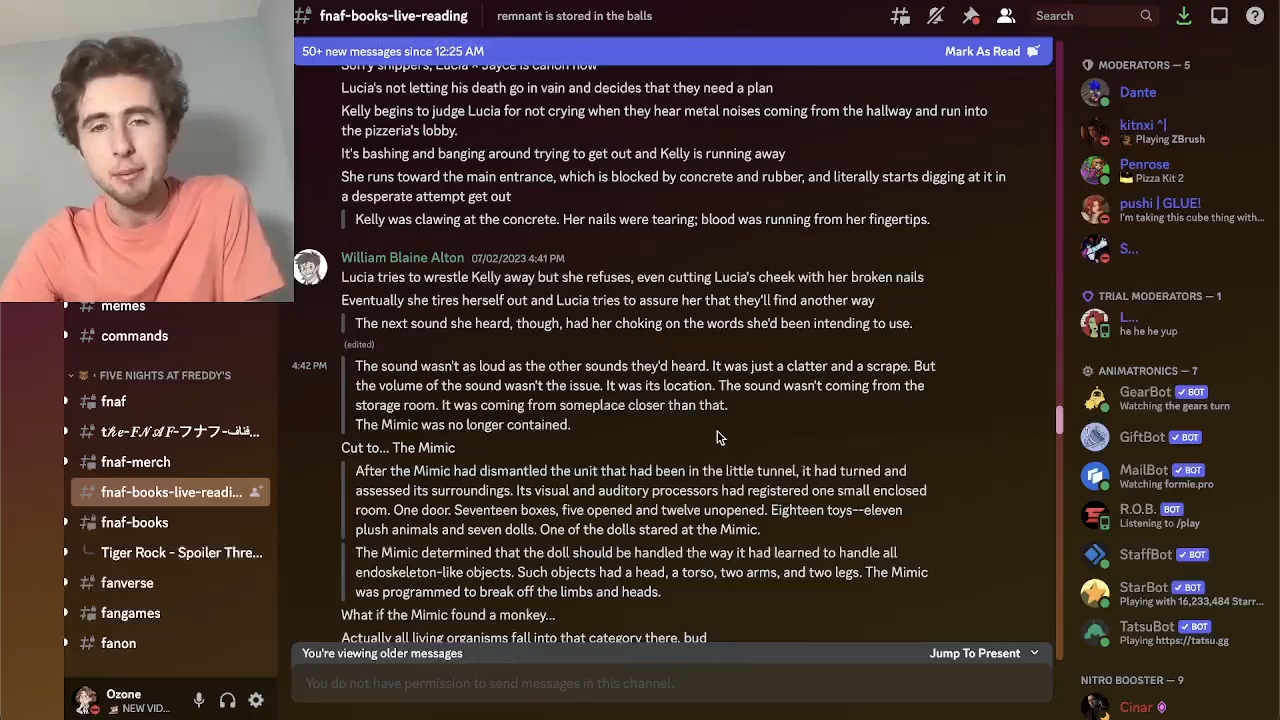 fnaf-books-live-reading
remnant is stored in the balls
Search
50+ new messages since 12:25 AM
Mark As Read
Sorry shippers, Lucia × Jayce is canon now
Lucia's not letting his death go in vain and decides that they need a plan
Kelly begins to judge Lucia for not crying when they hear metal noises coming from the hallway and run into
the pizzeria's lobby.
It's bashing and banging around trying to get out and Kelly is running away
She runs toward the main entrance, which is blocked by concrete and rubber, and literally starts digging at it in
a desperate attempt get out
Kelly was clawing at the concrete. Her nails were tearing; blood was running from her fingertips.
William Blaine Alton 07/02/2023 4:41 PM
Lucia tries to wrestle Kelly away but she refuses, even cutting Lucia's cheek with her broken nails
Eventually she tires herself out and Lucia tries to assure her that they'll find another way
The next sound she heard, though, had her choking on the words she'd been intending to use.
(edited)
4:42 PM
The sound wasn't as loud as the other sounds they'd heard. It was just a clatter and a scrape. But
the volume of the sound wasn't the issue. It was its location. The sound wasn't coming from the
storage room. It was coming from someplace closer than that.
The Mimic was no longer contained.
Cut to... The Mimic
After the Mimic had dismantled the unit that had been in the little tunnel, it had turned and
assessed its surroundings. Its visual and auditory processors had registered one small enclosed
room. One door. Seventeen boxes, five opened and twelve unopened. Eighteen toys--eleven
plush animals and seven dolls. One of the dolls stared at the Mimic.
The Mimic determined that the doll should be handled the way it had learned to handle all
endoskeleton-like objects. Such objects had a head, a torso, two arms, and two legs. The Mimic
was programmed to break off the limbs and heads.
What if the Mimic found a monkey...
Actually all living organisms fall into that category there, bud
You're viewing older messages
Jump To Present
You do not have permission to send messages in this channel.
memes
commands
FIVE NIGHTS AT FREDDY'S
fnaf
fnaf-merch
fnaf-books-live-readi...
fnaf-books
Tiger Rock - Spoiler Thre...
fanverse
fangames
fanon
Ozone
NEW VID...
MODERATORS — 5
Dante
kitnxi ^|
Playing ZBrush
Penrose
Pizza Kit 2
pushi | GLUE!
I'm taking this cube thing with...
S...
TRIAL MODERATORS — 1
L...
he he he yup
ANIMATRONICS — 7
GearBot BOT
Watching the gears turn
GiftBot BOT
MailBot BOT
Watching formie.pro
R.O.B. BOT
Listening to /play
StaffBot BOT
StarBot BOT
Playing with 16,233,484 Starr...
TatsuBot BOT
Playing https://tatsu.gg
NITRO BOOSTER — 9
Cinar